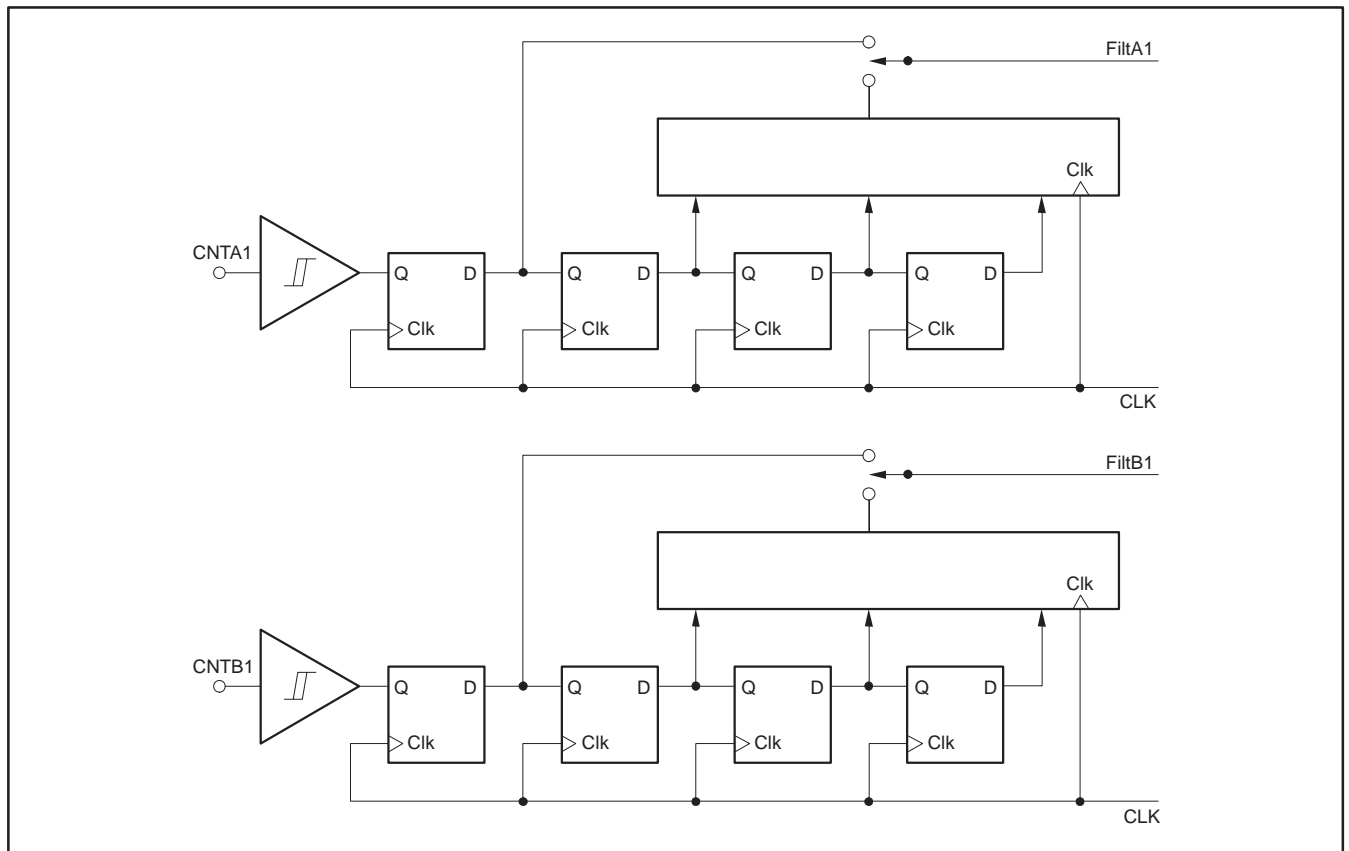 FiltA1
Clk
CNTA1
Q D Q D Q D Q D
Clk Clk Clk Clk
CLK
FiltB1
Clk
CNTB1
Q D Q D Q D Q D
Clk Clk Clk Clk
CLK